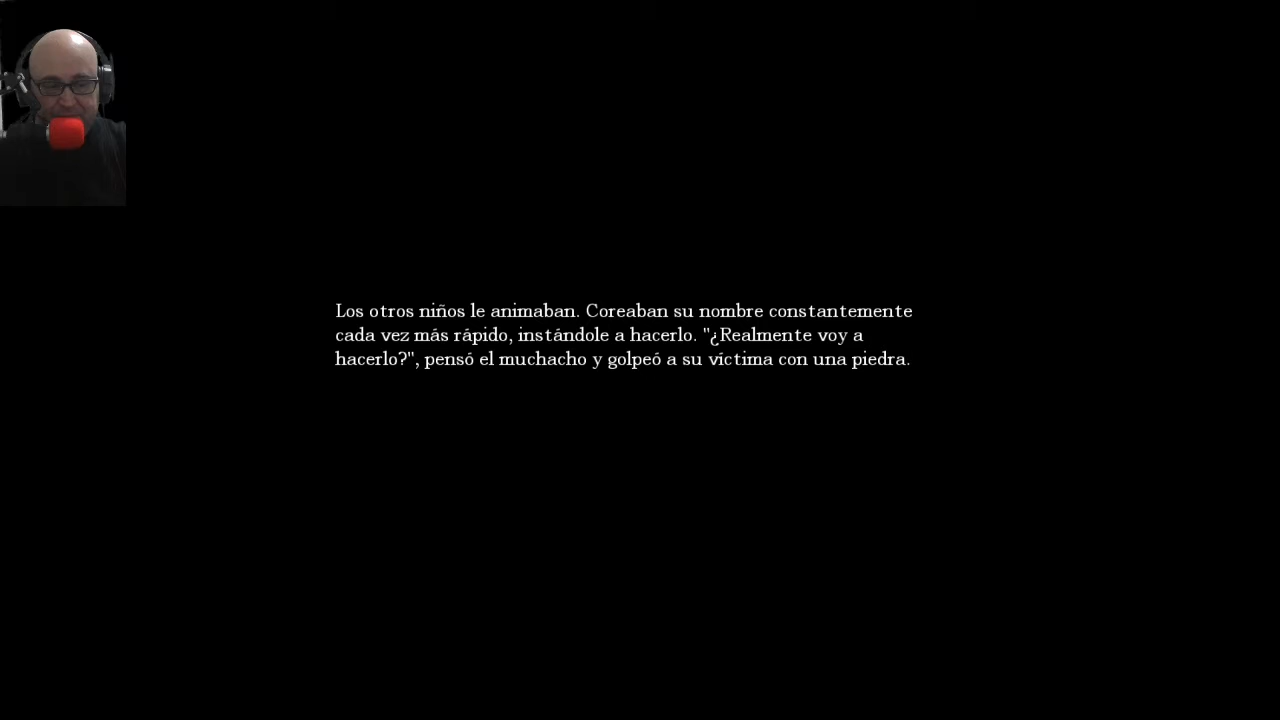 Los otros niños le animaban. Coreaban su nombre constantemente
cada vez más rápido, instándole a hacerlo. "¿Realmente voy a
hacerlo?", pensó el muchacho y golpeó a su víctima con una piedra.